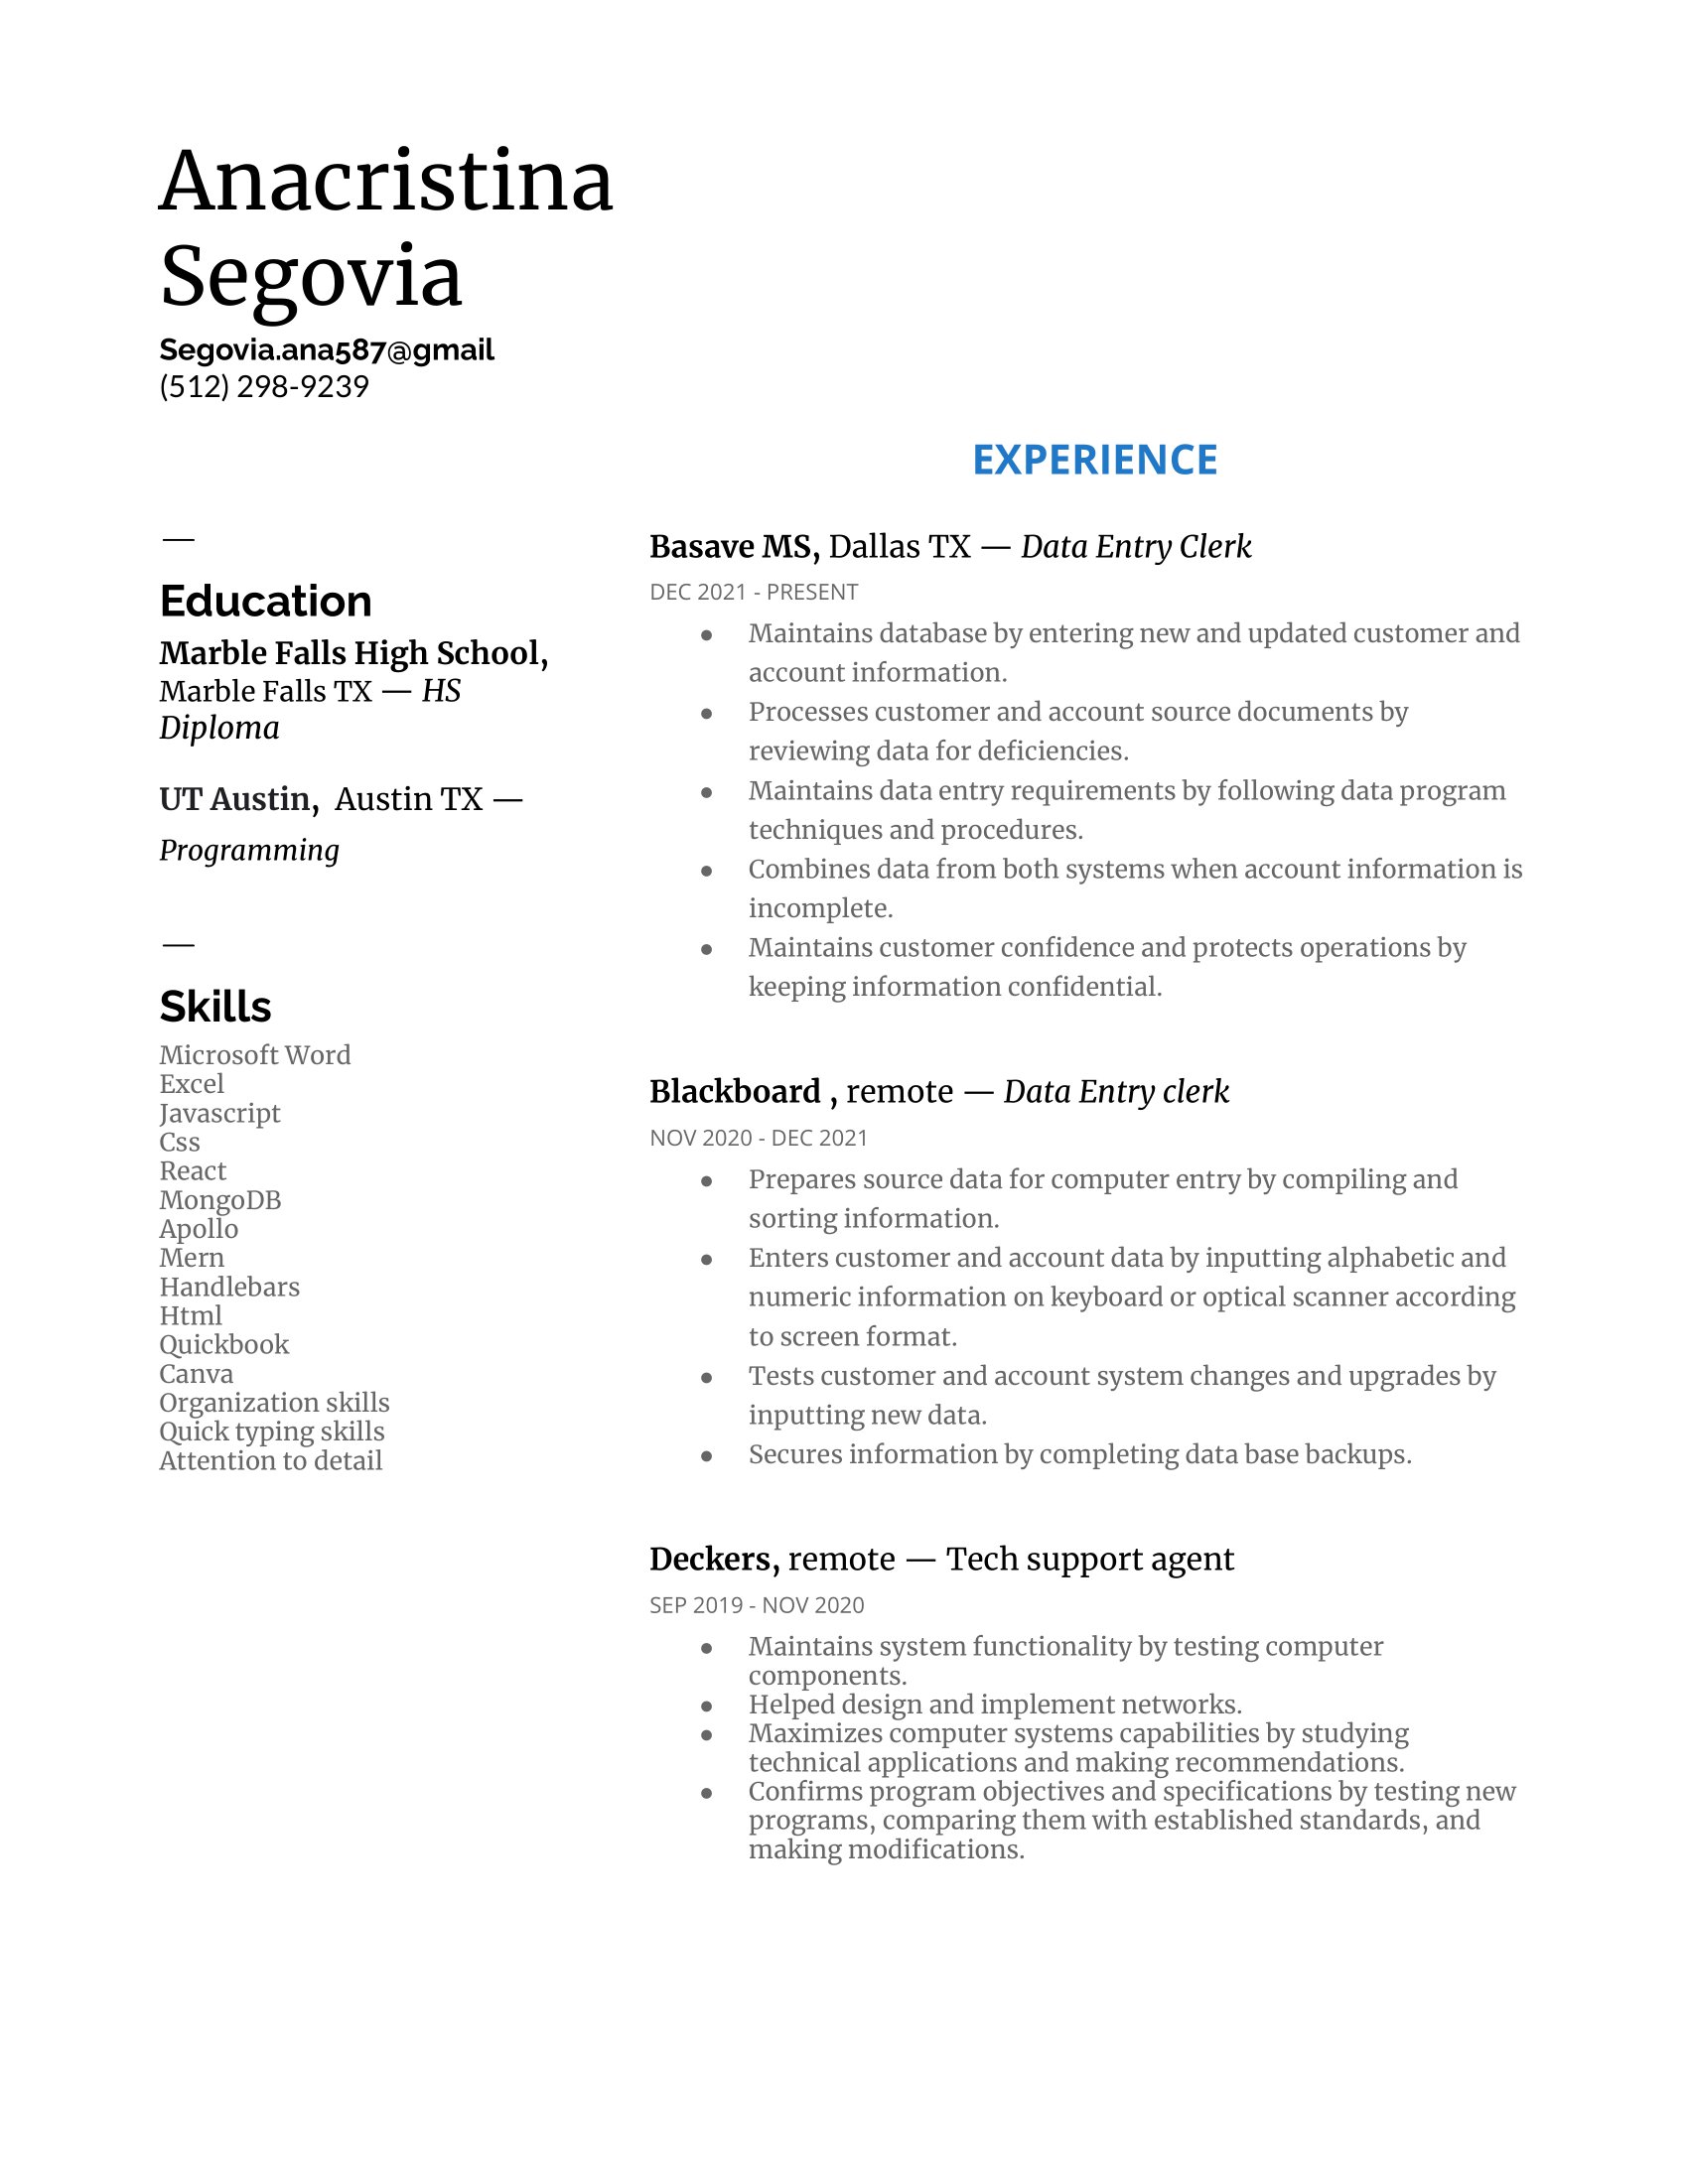 Anacristina
Segovia
Segovia.ana587@gmail
(512) 298-9239
—
Education
Marble Falls High School,
Marble Falls TX — HS
Diploma
UT Austin,  Austin TX —
Programming
—
Skills
Microsoft Word
Excel
Javascript
Css
React
MongoDB
Apollo
Mern
Handlebars
Html
Quickbook
Canva
Organization skills
Quick typing skills
Attention to detail
EXPERIENCE
Basave MS, Dallas TX — Data Entry Clerk
DEC 2021 - PRESENT
● Maintains database by entering new and updated customer and
account information.
● Processes customer and account source documents by
reviewing data for deficiencies.
● Maintains data entry requirements by following data program
techniques and procedures.
● Combines data from both systems when account information is
incomplete.
● Maintains customer confidence and protects operations by
keeping information confidential.
Blackboard , remote — Data Entry clerk
NOV 2020 - DEC 2021
● Prepares source data for computer entry by compiling and
sorting information.
● Enters customer and account data by inputting alphabetic and
numeric information on keyboard or optical scanner according
to screen format.
● Tests customer and account system changes and upgrades by
inputting new data.
● Secures information by completing data base backups.
Deckers, remote — Tech support agent
SEP 2019 - NOV 2020
● Maintains system functionality by testing computer
components.
● Helped design and implement networks.
● Maximizes computer systems capabilities by studying
technical applications and making recommendations.
● Confirms program objectives and specifications by testing new
programs, comparing them with established standards, and
making modifications.